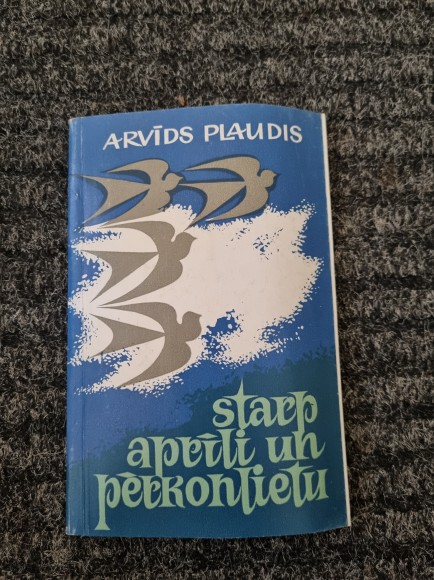 ARVĪDS PLAUDIS
starp
aprīli un
pērkonlietu